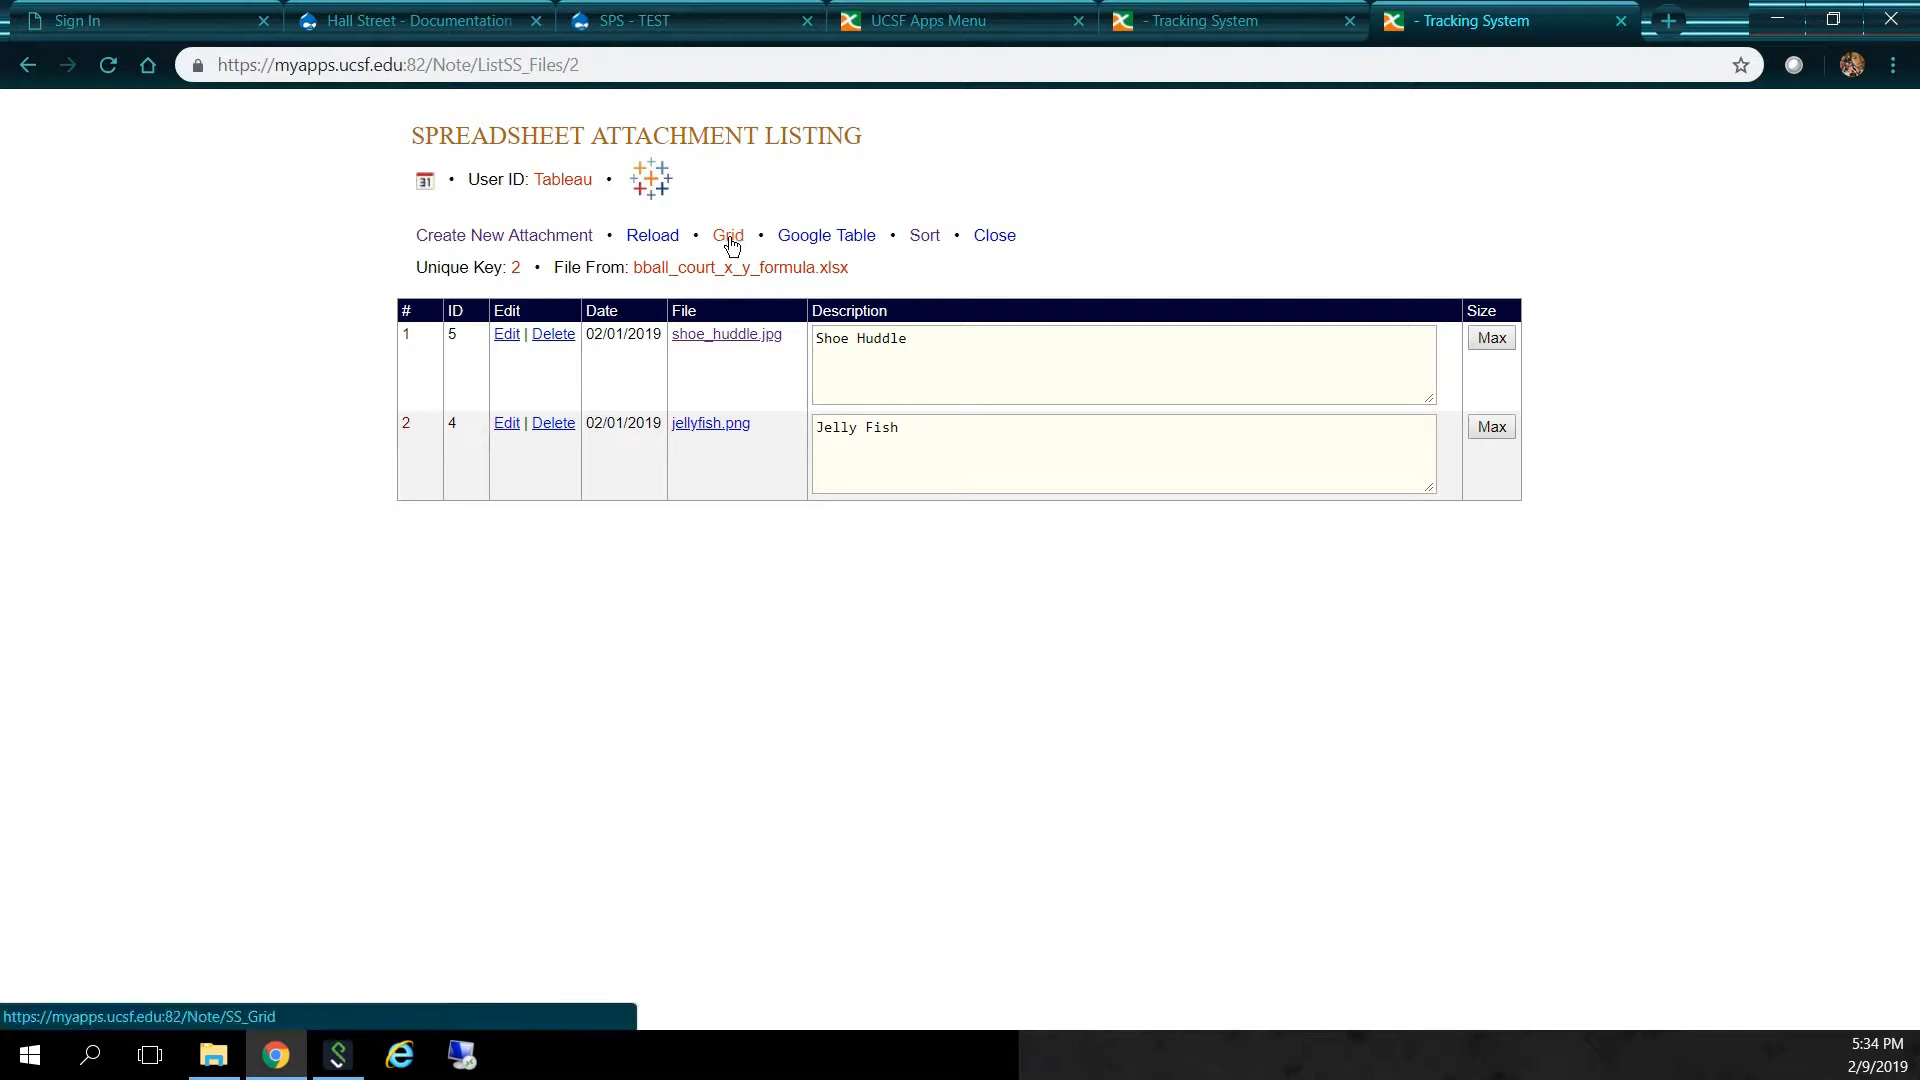 Sign In
Hall Street - Documentation
SPS - TEST
UCSF Apps Menu
- Tracking System
- Tracking System
https://myapps.ucsf.edu:82/Note/ListSS_Files/2
SPREADSHEET ATTACHMENT LISTING
31 • User ID: Tableau •
Create New Attachment • Reload • Grid • Google Table • Sort • Close
Unique Key: 2 • File From: bball_court_x_y_formula.xlsx
# ID Edit Date File Description Size
1 5 Edit | Delete 02/01/2019 shoe_huddle.jpg Shoe Huddle Max
2 4 Edit | Delete 02/01/2019 jellyfish.png Jelly Fish Max
https://myapps.ucsf.edu:82/Note/SS_Grid
5:34 PM
2/9/2019